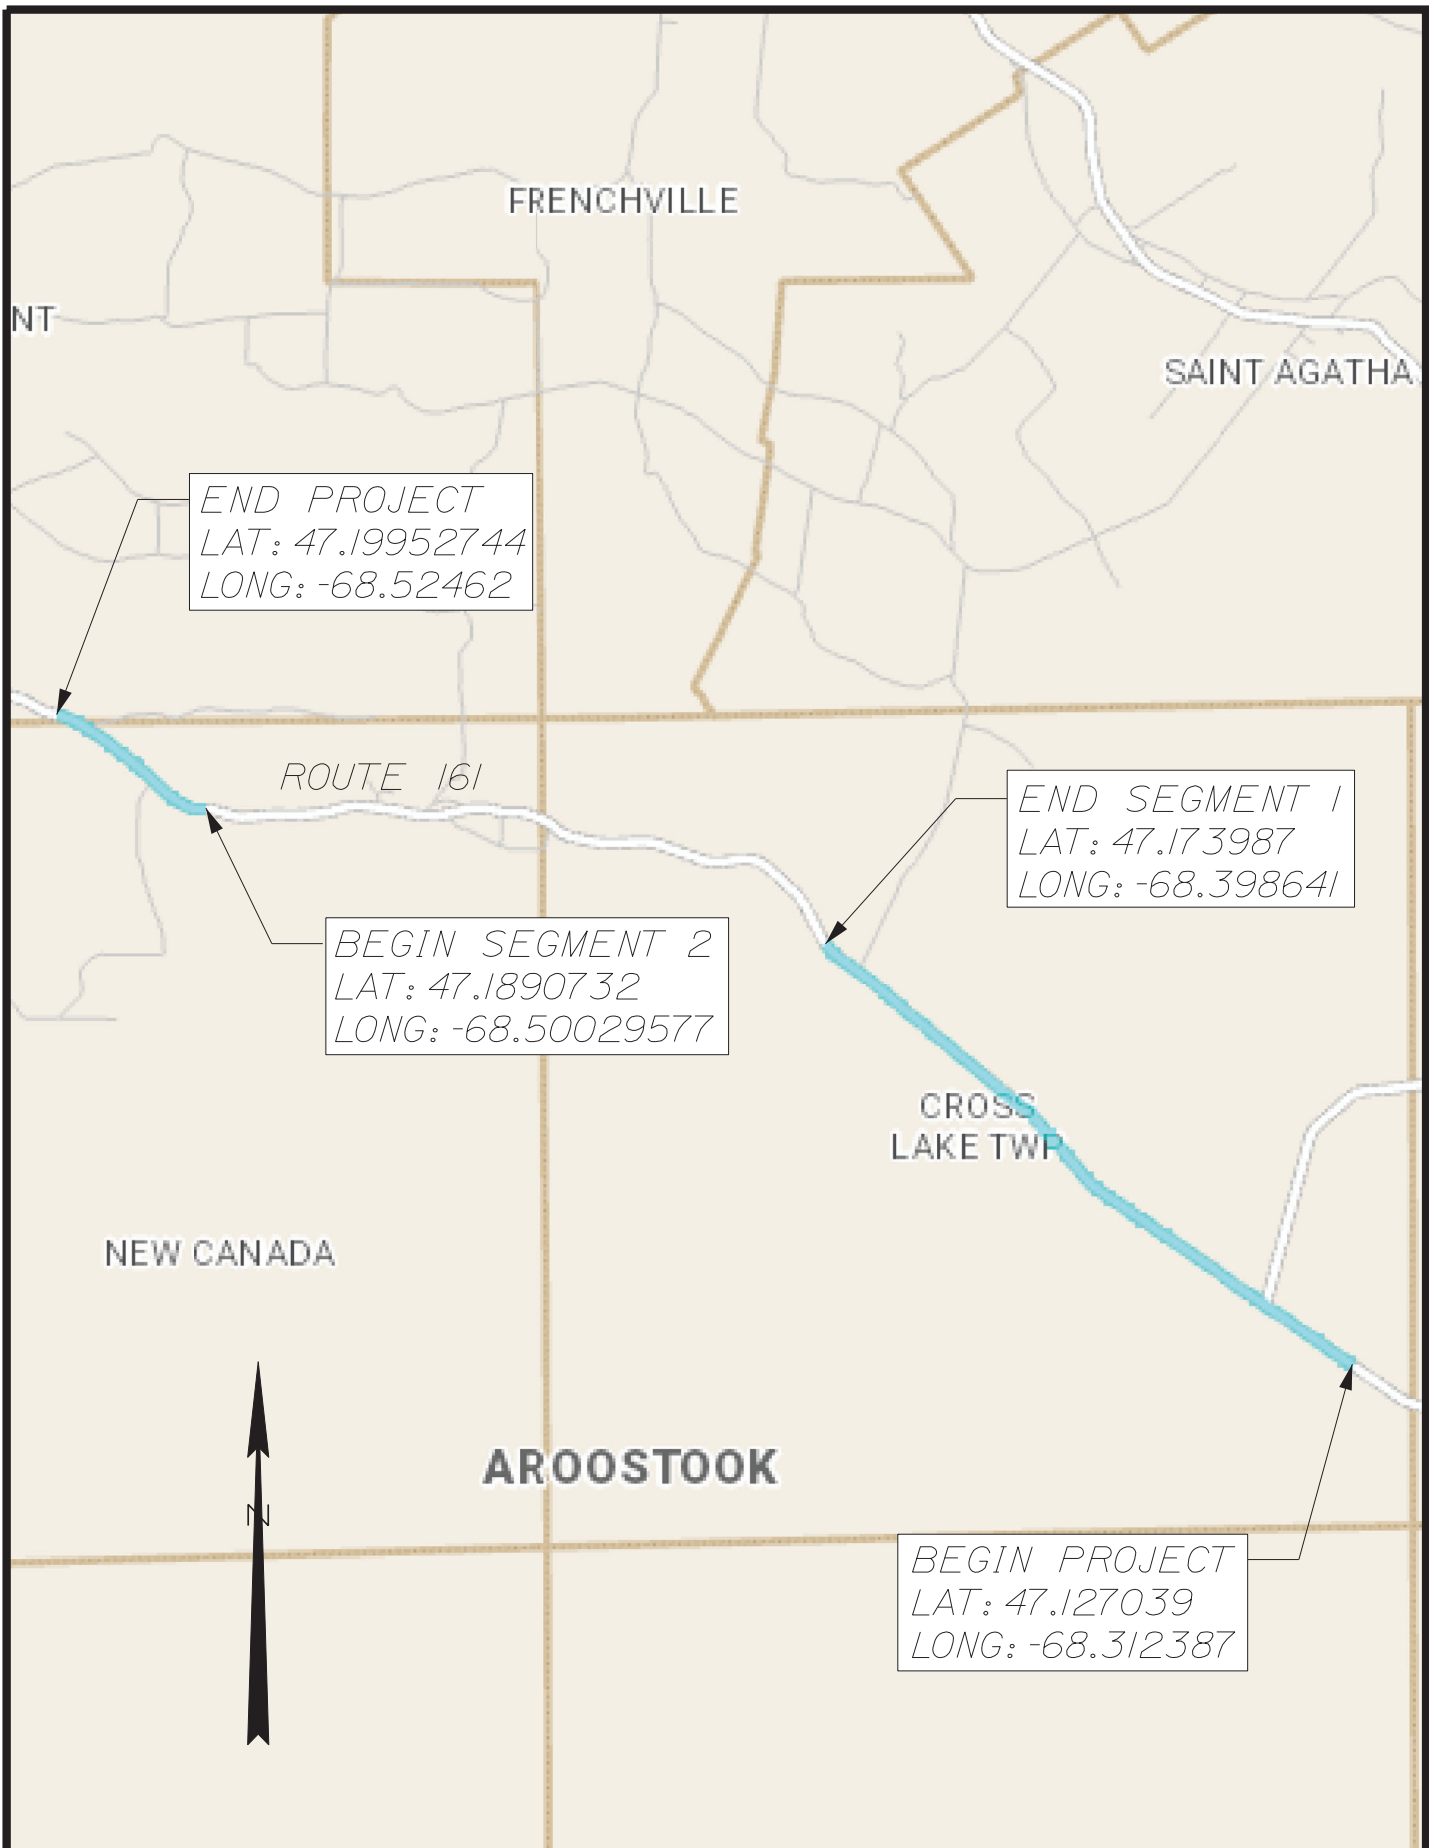 FRENCHVILLE
NT
SAINT AGATHA
END PROJECT
LAT: 47.19952744
LONG: -68.52462
ROUTE 161
END SEGMENT 1
LAT: 47.173987
LONG: -68.398641
BEGIN SEGMENT 2
LAT: 47.1890732
LONG: -68.50029577
CROSS
LAKE TWP
NEW CANADA
AROOSTOOK
N
BEGIN PROJECT
LAT: 47.127039
LONG: -68.312387